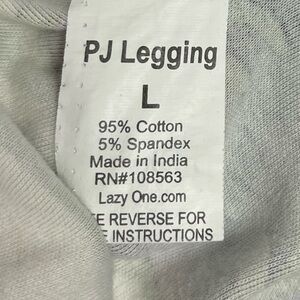 PJ Legging
L
95% Cotton
5% Spandex
Made in India
RN#108563
Lazy One.com
REVERSE FOR
INSTRUCTIONS